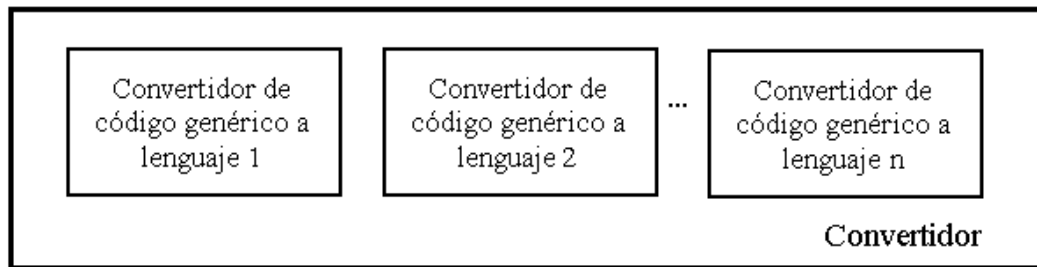 Convertidor de
código genérico a
lenguaje 1
Convertidor de
código genérico a
lenguaje 2
...
Convertidor de
código genérico a
lenguaje n
Convertidor